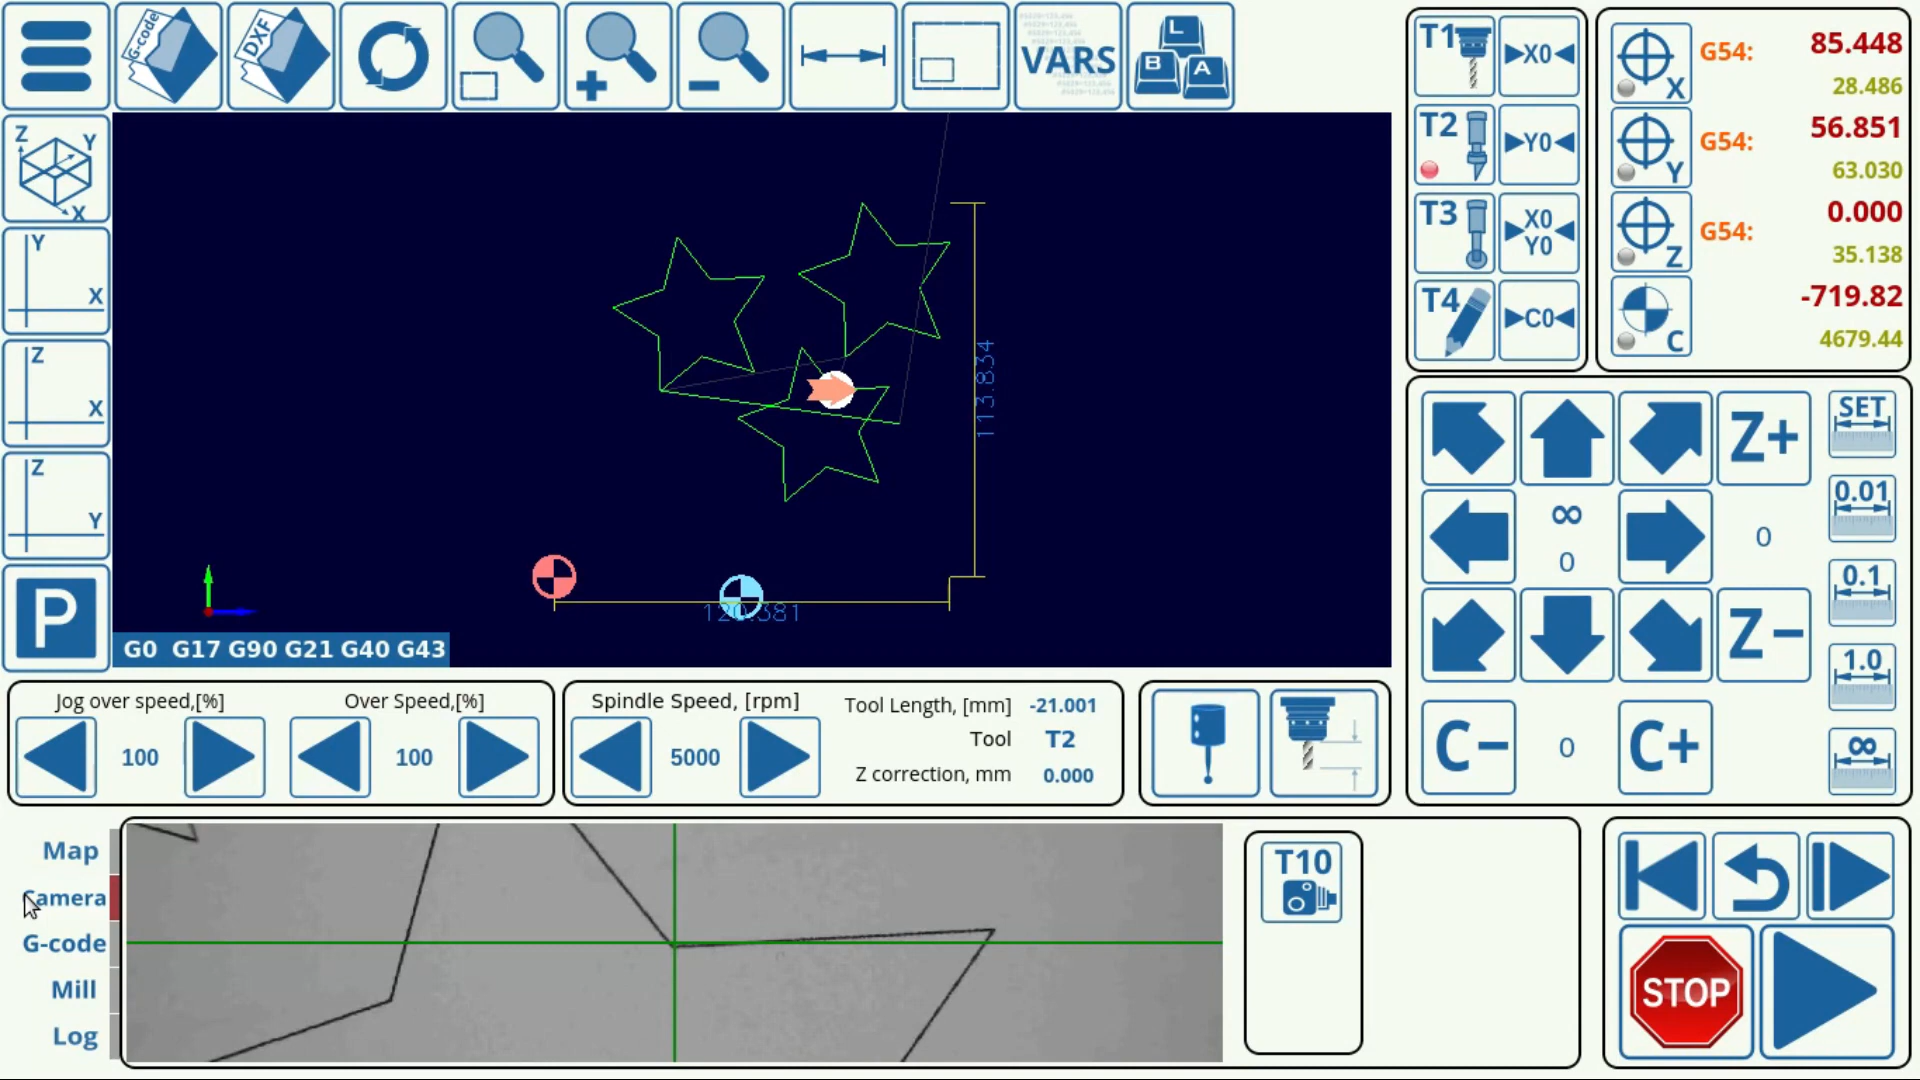 G-code
DXF
VARS
L
B A
T1
X0
X
G54:
85.448
28.486
T2
Y0
Y
G54:
56.851
63.030
T3
X0
Y0
Z
G54:
0.000
35.138
T4
C0
C
-719.82
4679.44
Z
Y
X
Y
X
Z
X
Z
Y
P
113.834
120.381
G0 G17 G90 G21 G40 G43
Z+
SET
0.01
∞
0
0
0.1
Z-
1.0
C-
0
C+
∞
Jog over speed,[%]
100
Over Speed,[%]
100
Spindle Speed, [rpm]
5000
Tool Length, [mm] -21.001
Tool T2
Z correction, mm 0.000
Map
Camera
G-code
Mill
Log
T10
STOP